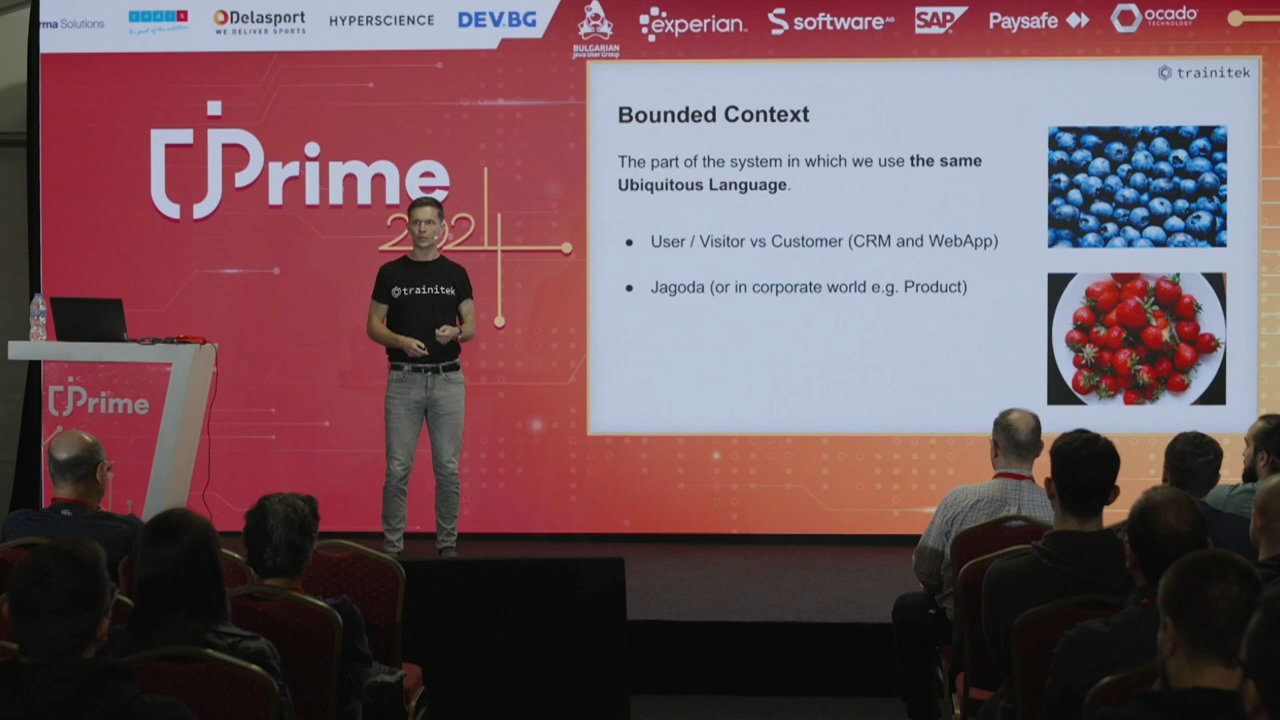 rma Solutions
Delasport
WE DELIVER SPORTS
HYPERSCIENCE
DEV.BG
BULGARIAN
Java User Group
experian.
software AG
SAP
Paysafe
ocado
TECHNOLOGY
jPrime
2024
trainitek
Bounded Context
The part of the system in which we use the same
Ubiquitous Language.
● User / Visitor vs Customer (CRM and WebApp)
● Jagoda (or in corporate world e.g. Product)
trainitek
jPrime